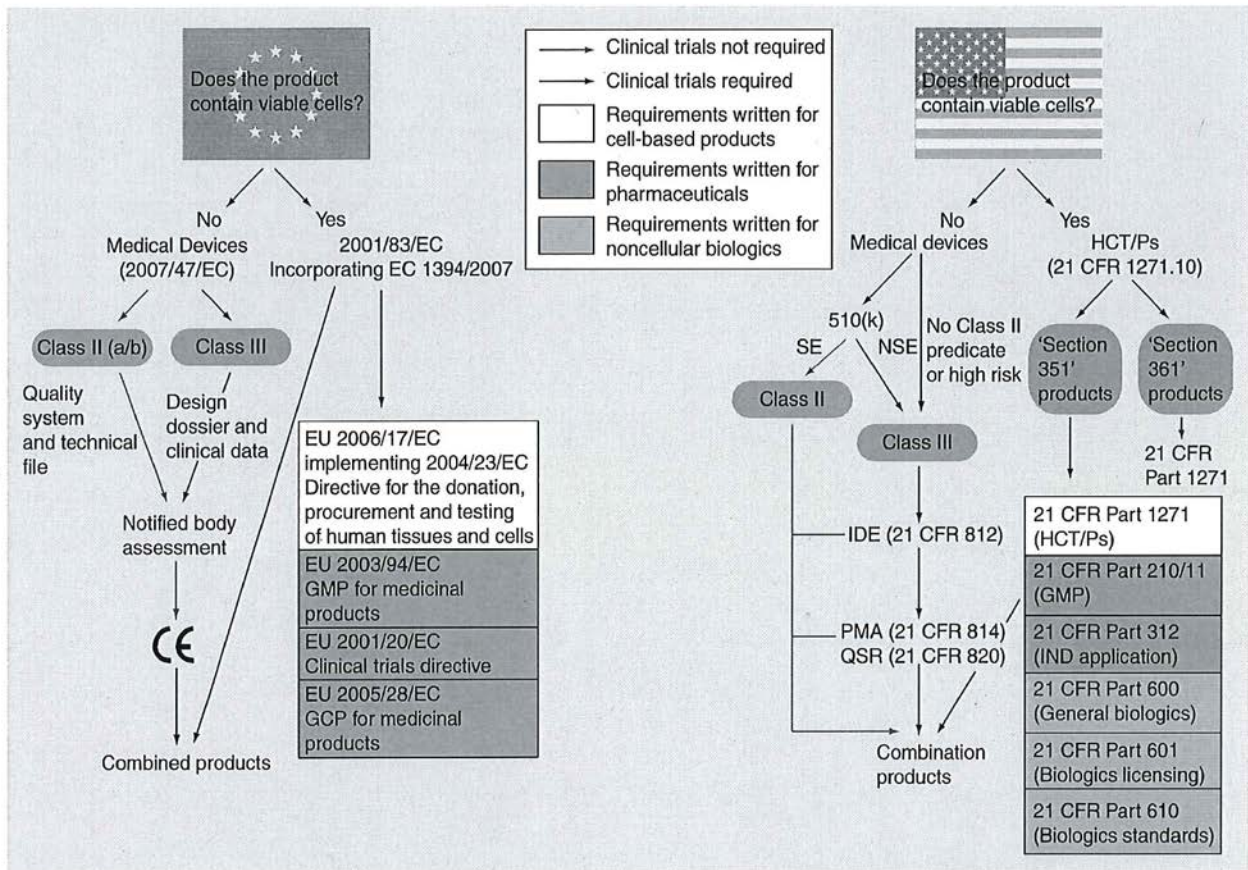 Does the product
contain viable cells?
No
Yes
Medical Devices
(2007/47/EC)
2001/83/EC
Incorporating EC 1394/2007
Class II (a/b)
Class III
Quality
system
and technical
file
Design
dossier and
clinical data
Notified body
assessment
CE
Combined products
EU 2006/17/EC
implementing 2004/23/EC
Directive for the donation,
procurement and testing
of human tissues and cells
EU 2003/94/EC
GMP for medicinal
products
EU 2001/20/EC
Clinical trials directive
EU 2005/28/EC
GCP for medicinal
products
Clinical trials not required
Clinical trials required
Requirements written for
cell-based products
Requirements written for
pharmaceuticals
Requirements written for
noncellular biologics
Does the product
contain viable cells?
No
Yes
Medical devices
HCT/Ps
(21 CFR 1271.10)
510(k)
SE
NSE
No Class II
predicate
or high risk
Class II
Class III
'Section
351'
products
'Section
361'
products
21 CFR
Part 1271
IDE (21 CFR 812)
PMA (21 CFR 814)
QSR (21 CFR 820)
Combination
products
21 CFR Part 1271
(HCT/Ps)
21 CFR Part 210/11
(GMP)
21 CFR Part 312
(IND application)
21 CFR Part 600
(General biologics)
21 CFR Part 601
(Biologics licensing)
21 CFR Part 610
(Biologics standards)